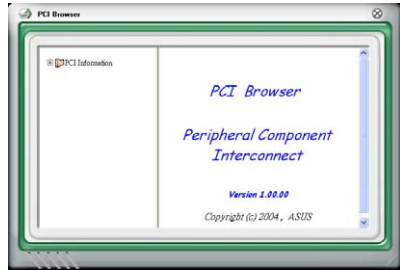 PCI Browser
PCI Information
PCI Browser
Peripheral Component
Interconnect
Version 1.00.00
Copyright (c) 2004, ASUS